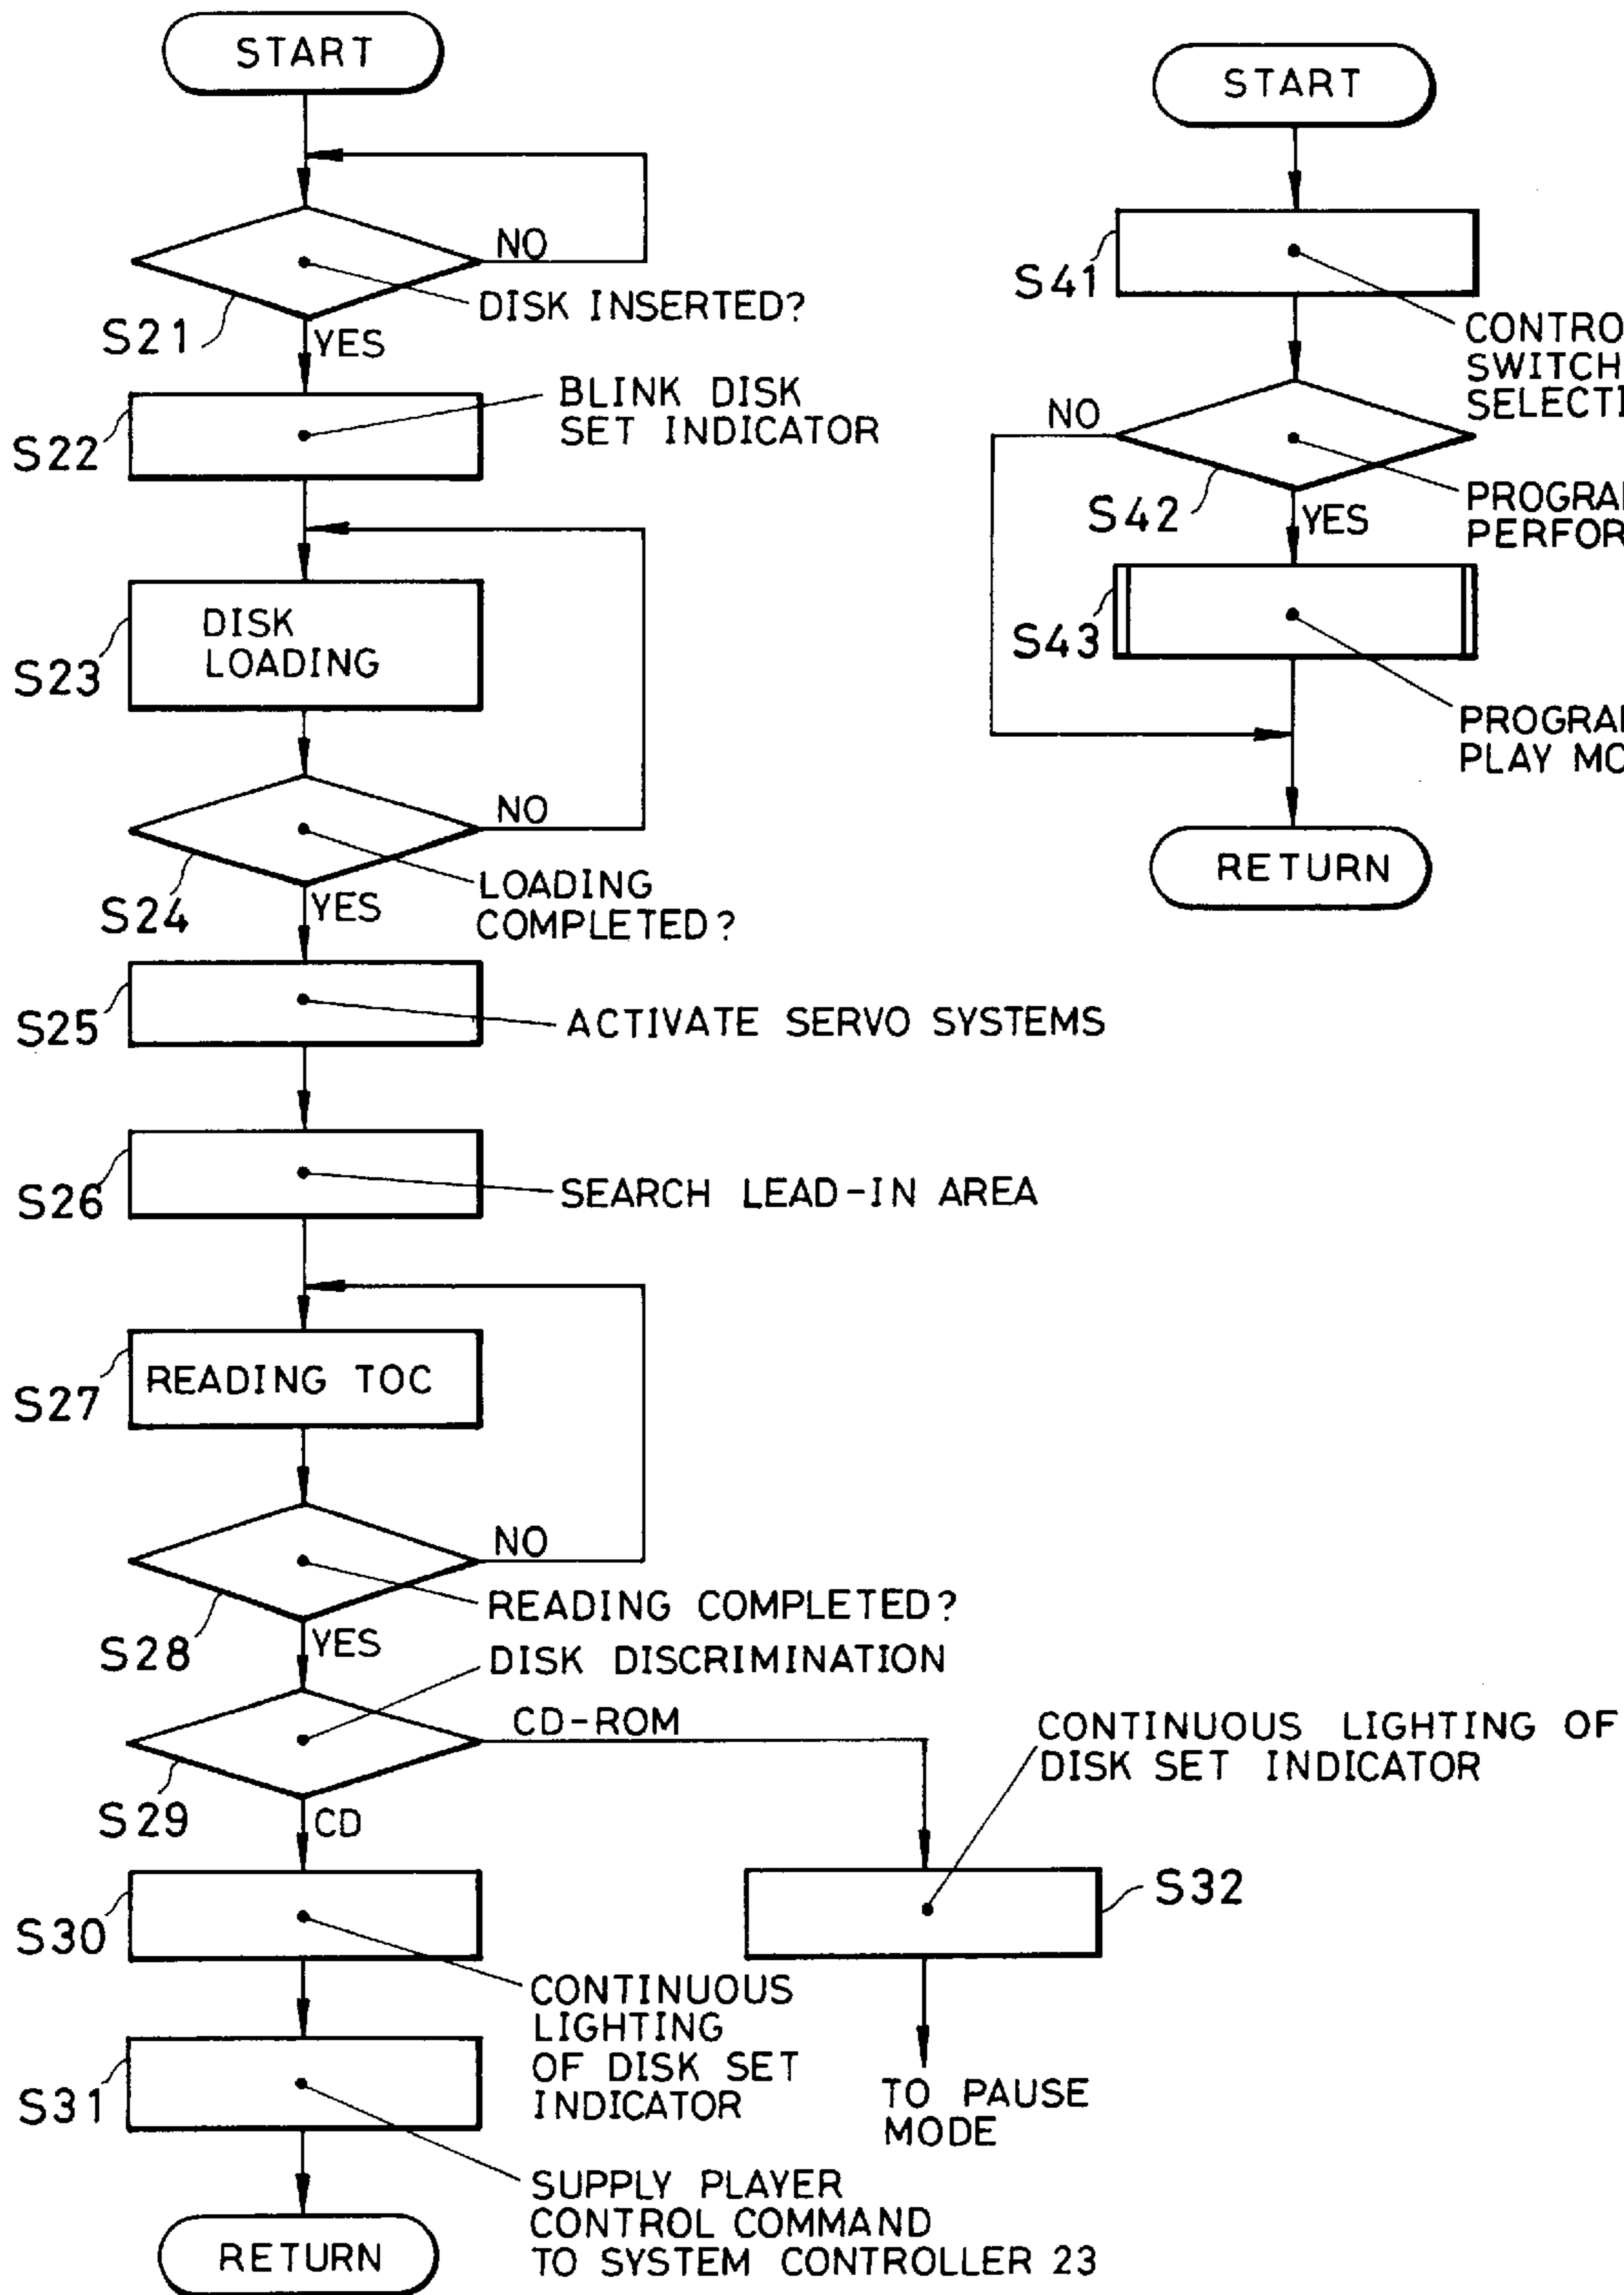 START
NO
DISK INSERTED?
S21
YES
BLINK DISK
SET INDICATOR
S22
DISK
LOADING
S23
NO
LOADING
COMPLETED?
S24
YES
S25
ACTIVATE SERVO SYSTEMS
S26
SEARCH LEAD-IN AREA
READING TOC
S27
NO
READING COMPLETED?
S28
YES
DISK DISCRIMINATION
CD-ROM
S29
CD
CONTINUOUS LIGHTING OF
DISK SET INDICATOR
S32
S30
CONTINUOUS
LIGHTING
OF DISK SET
INDICATOR
TO PAUSE
MODE
S31
SUPPLY PLAYER
CONTROL COMMAND
TO SYSTEM CONTROLLER 23
RETURN
START
S41
SWITCH
NO
S42
YES
S43
PLAY
RETURN